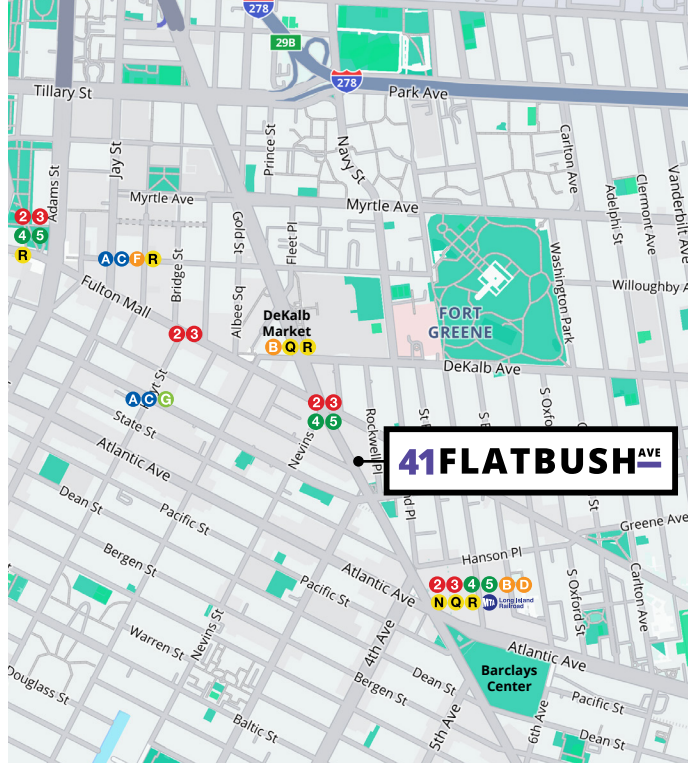 278
29B
278
Tillary St
Park Ave
Adams St
Jay St
Prince St
Navy St
Carlton Ave
Adelphi St
Clermont Ave
Vanderbilt Av
Myrtle Ave
Myrtle Ave
2 3
4 5
R
A C F R
Bridge St
Gold St
Fleet Pl
Albee Sq
Washington Park
Willoughby A
Fulton Mall
2 3
DeKalb
Market
B Q R
FORT
GREENE
DeKalb Ave
A C G
Hoyt St
State St
2 3
4 5
Nevins
Rockwell Pl
S Oxfo
41FLATBUSH AVE
Atlantic Ave
Dean St
Pacific St
Bergen St
St
Greene Ave
Hanson Pl
2 3 4 5 B D
N Q R MTA Long Island
Railroad
Atlantic Ave
Pacific St
S Oxford St
Carlton Ave
Nevins St
Warren St
4th Ave
Atlantic Ave
Barclays
Center
Douglass St
Dean St
Bergen St
Pacific St
Baltic St
5th Ave
6th Ave
Dean St